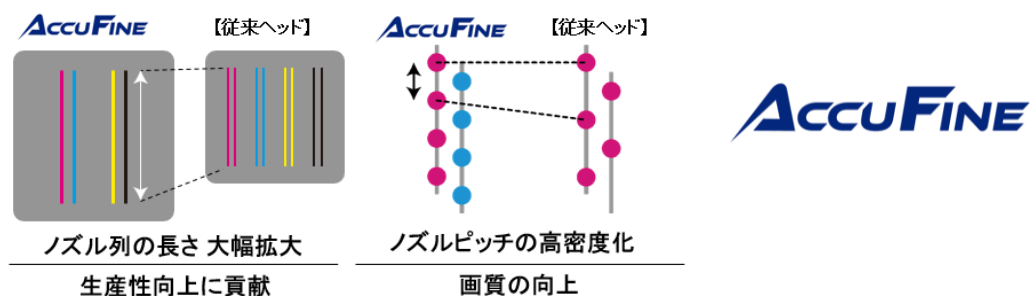 ACCUFINE
【従来ヘッド】
ノズル列の長さ 大幅拡大
生産性向上に貢献
ACCUFINE
【従来ヘッド】
ノズルピッチの高密度化
画質の向上
ACCUFINE